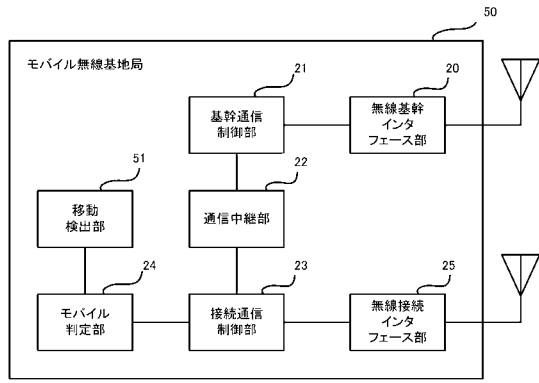 50
モバイル無線基地局
21
20
基幹通信
制御部
無線基幹
インタ
フェース部
51
22
移動
検出部
通信中継部
24
23
25
モバイル
判定部
接続通信
制御部
無線接続
インタ
フェース部